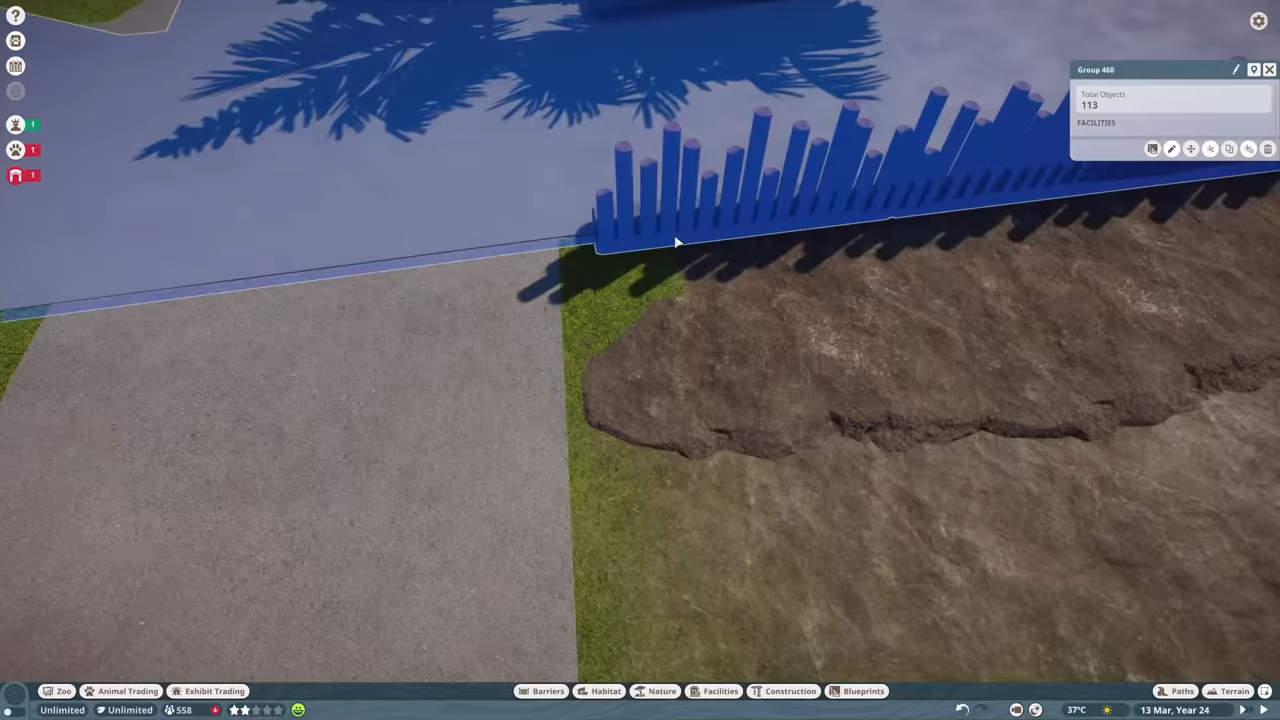 ?
Group 460
1
Total Objects
113
1
FACILITIES
1
Zoo
Animal Trading
Exhibit Trading
Barriers
Habitat
Nature
Facilities
Construction
Blueprints
Paths
Terrain
Unlimited
Unlimited
558
37°C
13 Mar, Year 24